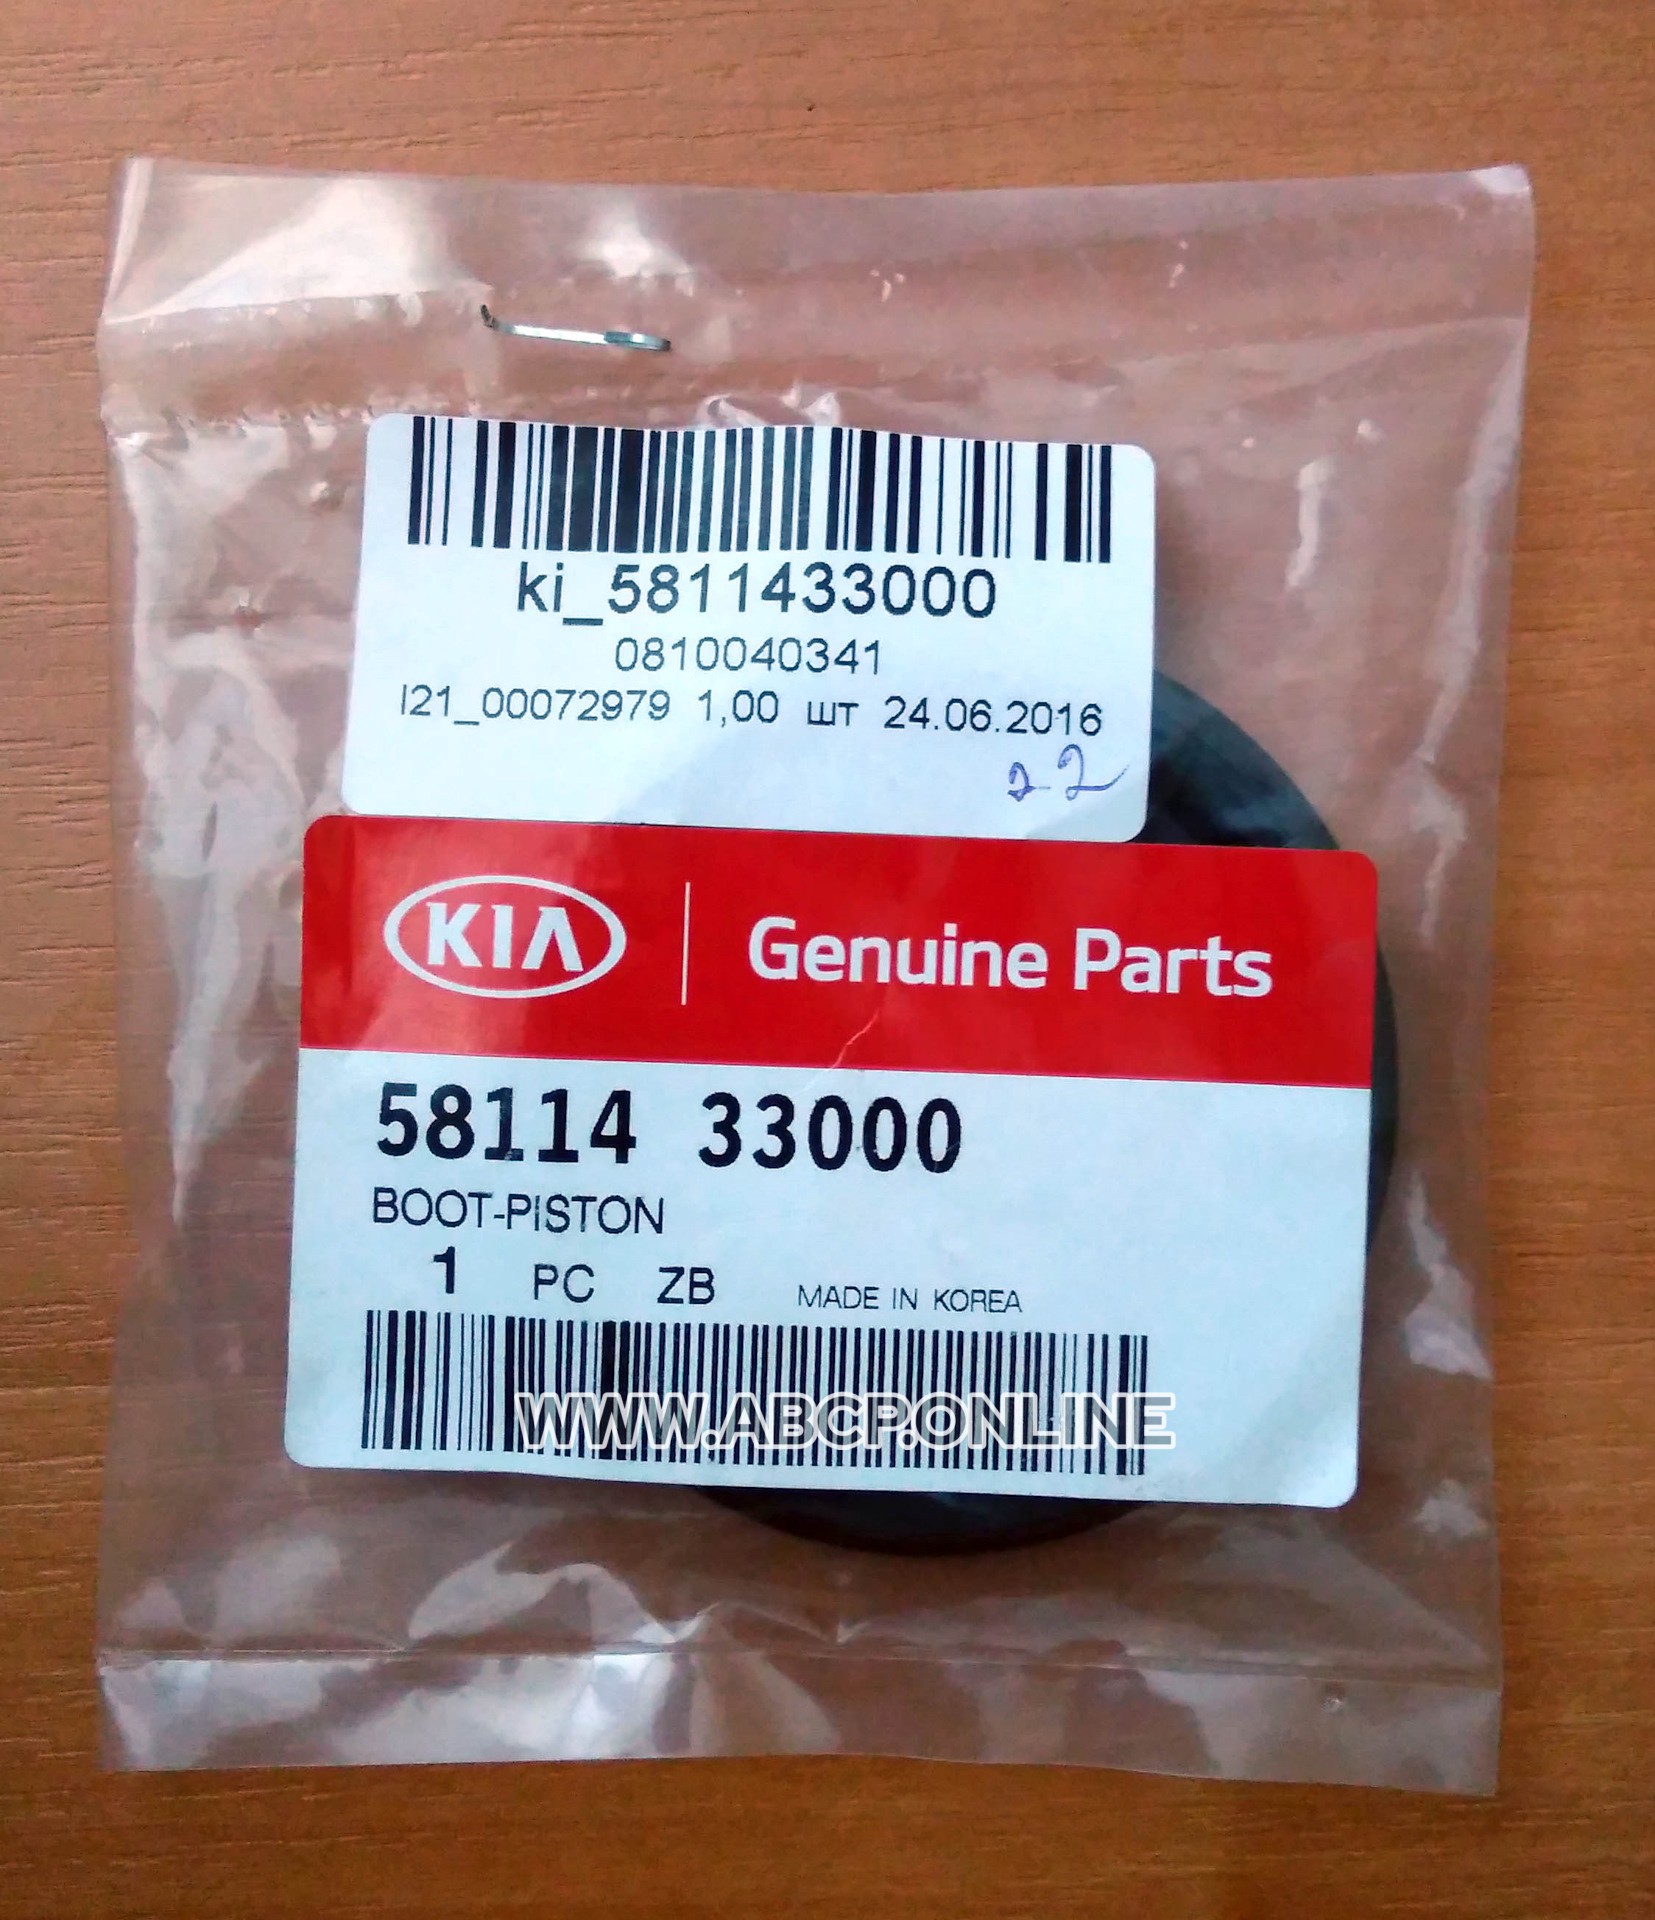 ki_5811433000
0810040341
I21_00072979 1,00 шт 24.06.2016
22
KIA Genuine Parts
58114 33000
BOOT-PISTON
1 PC ZB MADE IN KOREA
WWW.ABCP.ONLINE